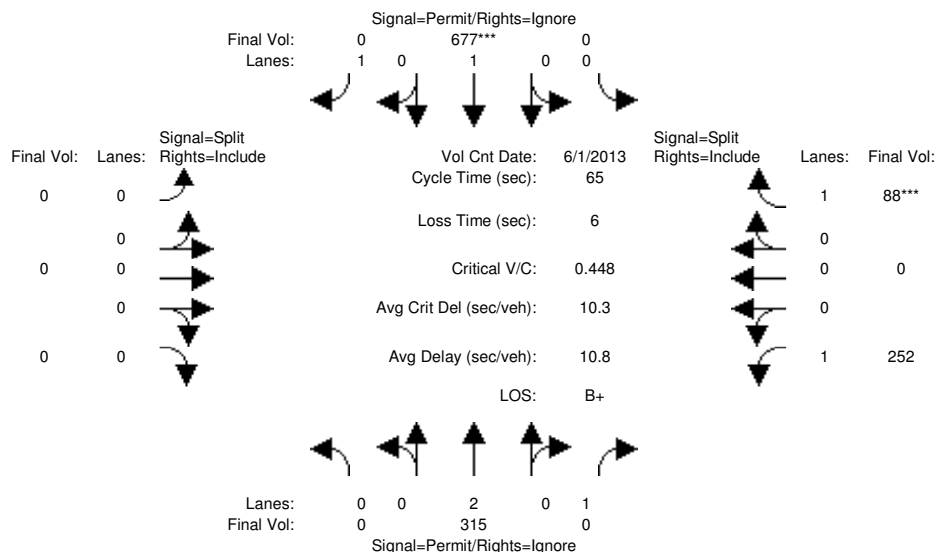 Signal=Permit/Rights=Ignore
Final Vol: 0 677*** 0
Lanes: 1 0 1 0 0
Signal=Split
Final Vol: Lanes: Rights=Include
Vol Cnt Date: 6/1/2013
Signal=Split
Rights=Include Lanes: Final Vol:
Cycle Time (sec): 65
0 0
1 88***
Loss Time (sec): 6
0
0
0 0
Critical V/C: 0.448
0 0
0
Avg Crit Del (sec/veh): 10.3
0
0 0
Avg Delay (sec/veh): 10.8
1 252
LOS: B+
Lanes: 0 0 2 0 1
Final Vol: 0 315 0
Signal=Permit/Rights=Ignore